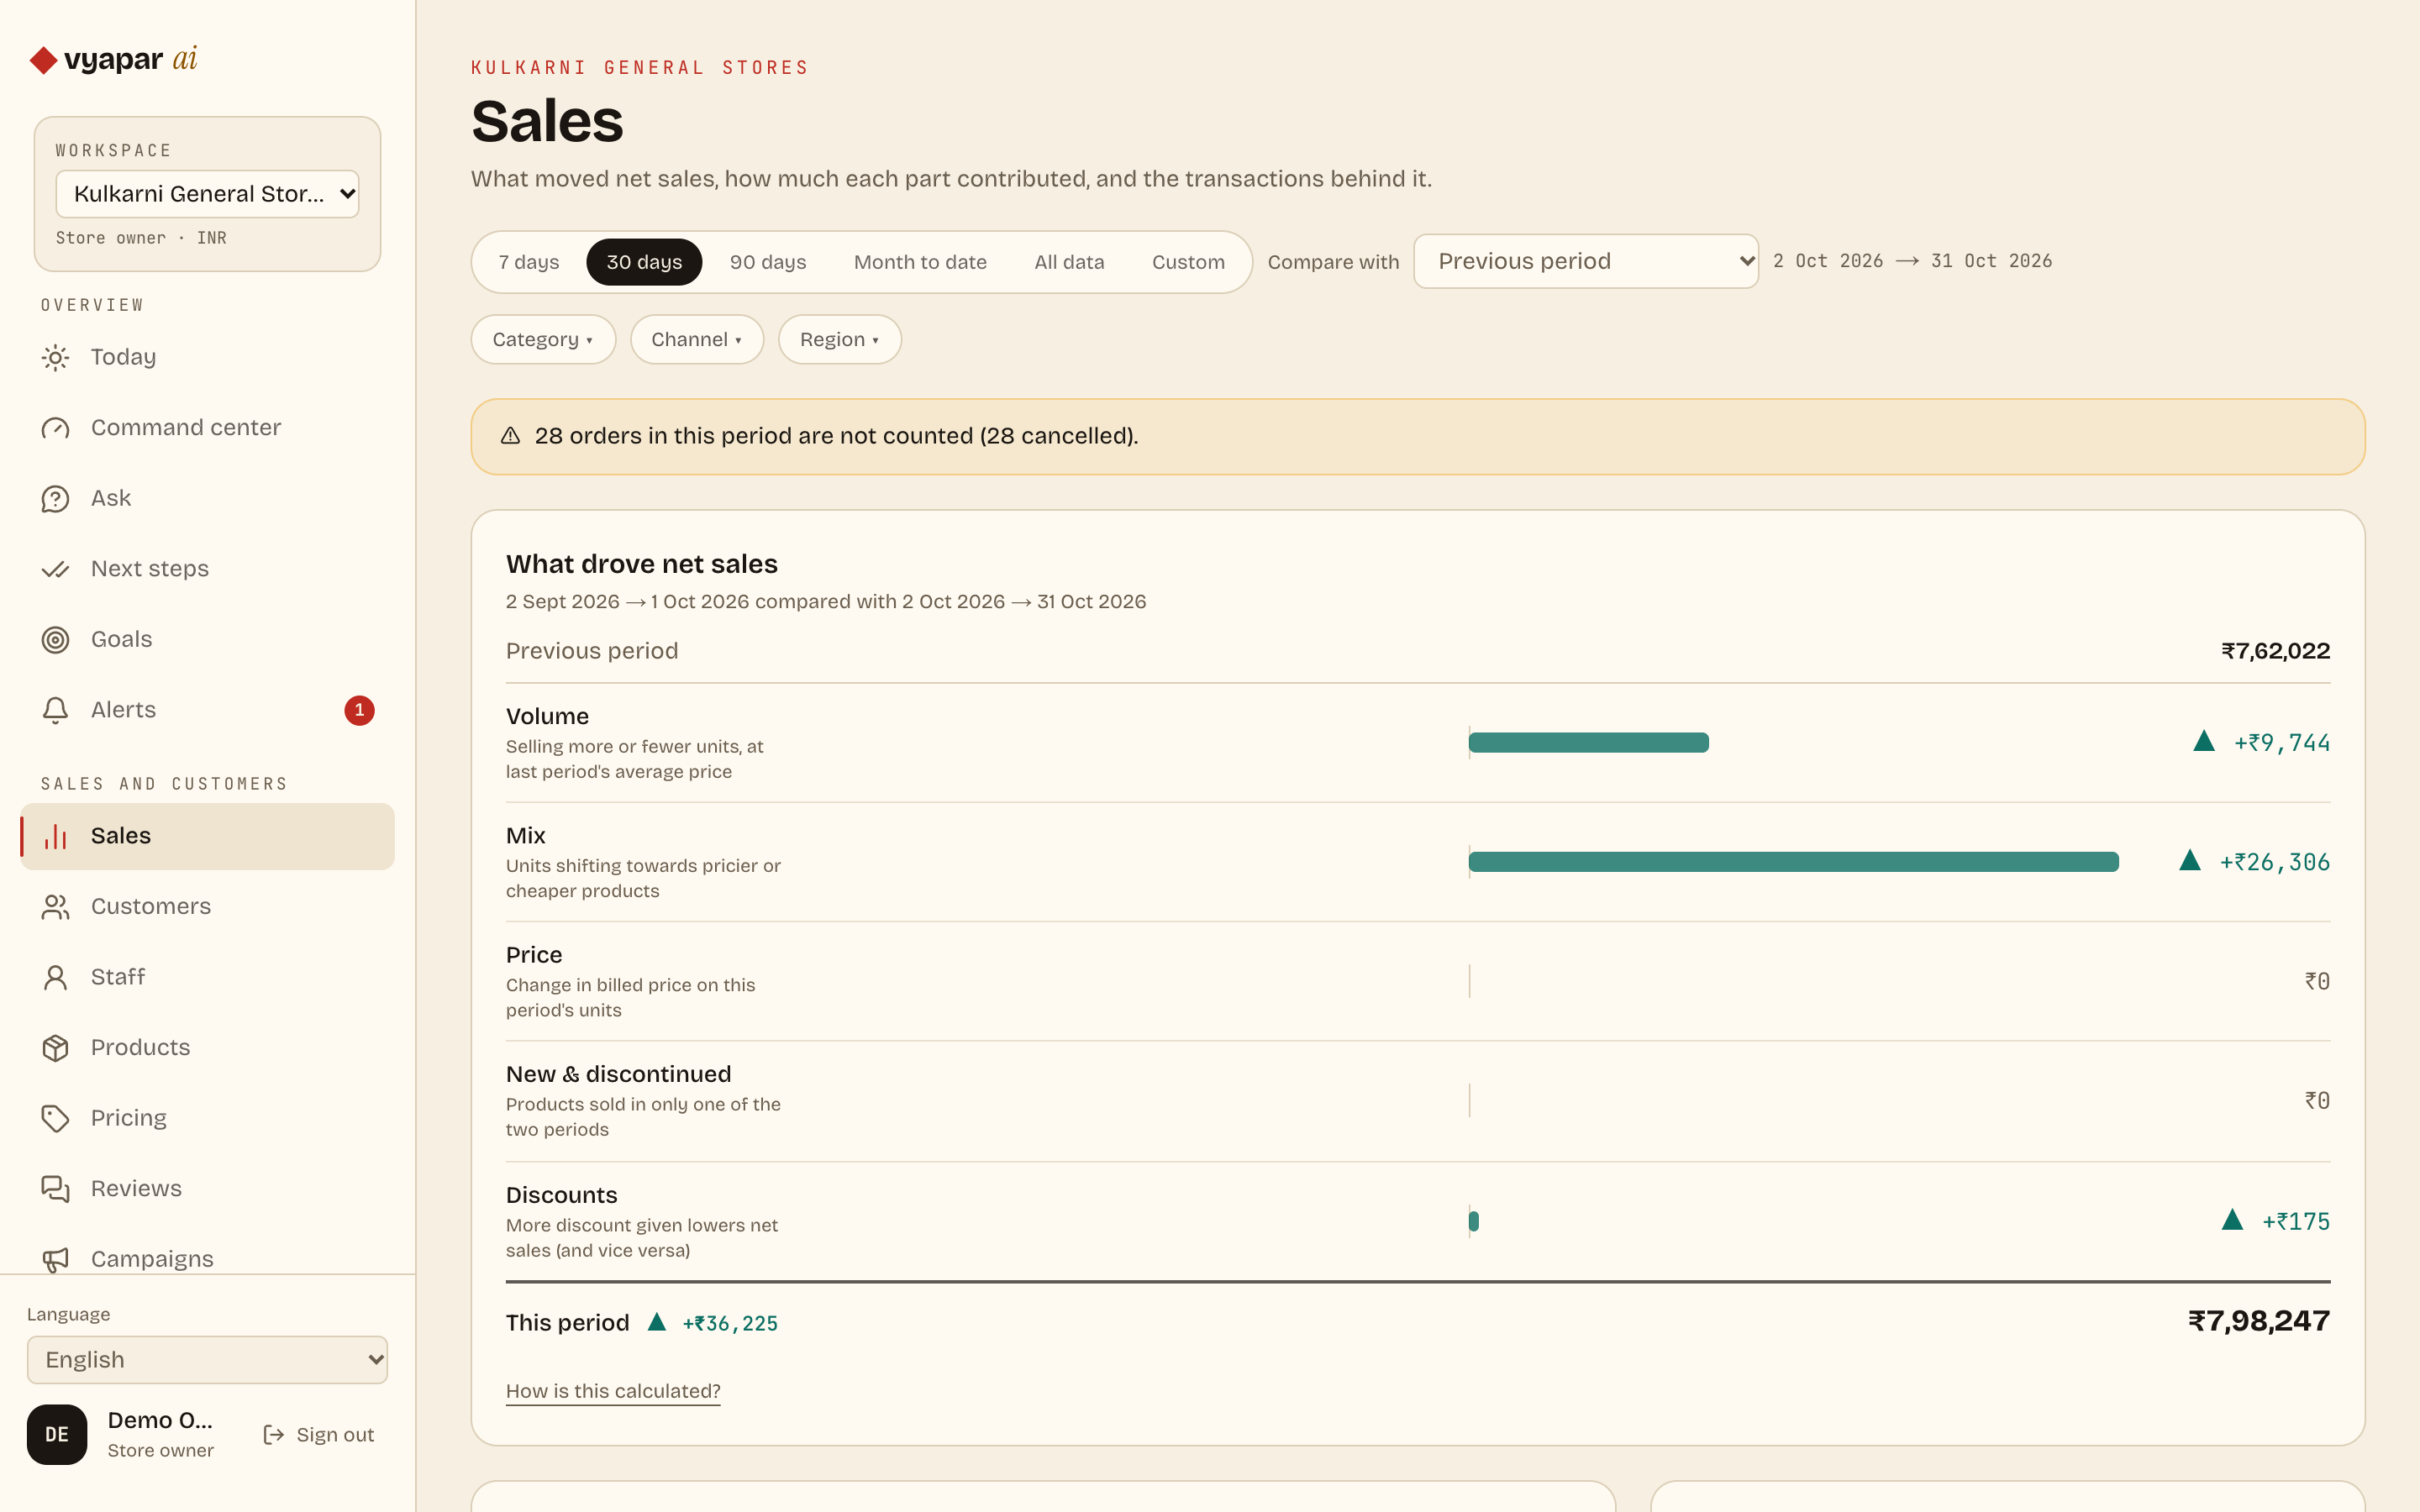 vyapar ai
WORKSPACE
Kulkarni General Stor...
Store owner · INR
OVERVIEW
Today
Command center
Ask
Next steps
Goals
Alerts 1
SALES AND CUSTOMERS
Sales
Customers
Staff
Products
Pricing
Reviews
Campaigns
Language
English
DE
Demo O...
Store owner
Sign out
KULKARNI GENERAL STORES
Sales
What moved net sales, how much each part contributed, and the transactions behind it.
7 days 30 days 90 days Month to date All data Custom Compare with Previous period 2 Oct 2026 → 31 Oct 2026
Category ▾ Channel ▾ Region ▾
28 orders in this period are not counted (28 cancelled).
What drove net sales
2 Sept 2026 → 1 Oct 2026 compared with 2 Oct 2026 → 31 Oct 2026
Previous period ₹7,62,022
Volume
Selling more or fewer units, at
last period's average price
▲ +₹9,744
Mix
Units shifting towards pricier or
cheaper products
▲ +₹26,306
Price
Change in billed price on this
period's units
₹0
New & discontinued
Products sold in only one of the
two periods
₹0
Discounts
More discount given lowers net
sales (and vice versa)
▲ +₹175
This period ▲ +₹36,225 ₹7,98,247
How is this calculated?